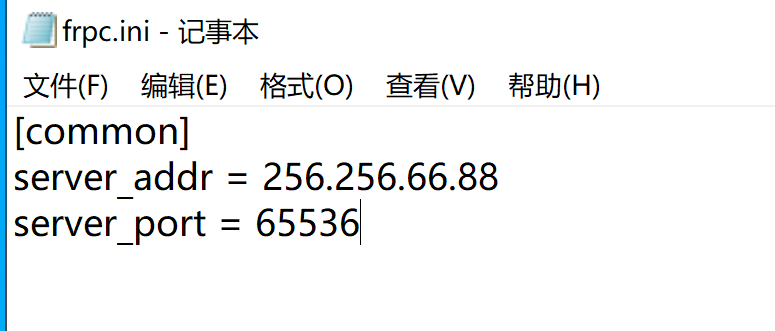 frpc.ini - 记事本
文件(F) 编辑(E) 格式(O) 查看(V) 帮助(H)
[common]
server_addr = 256.256.66.88
server_port = 65536